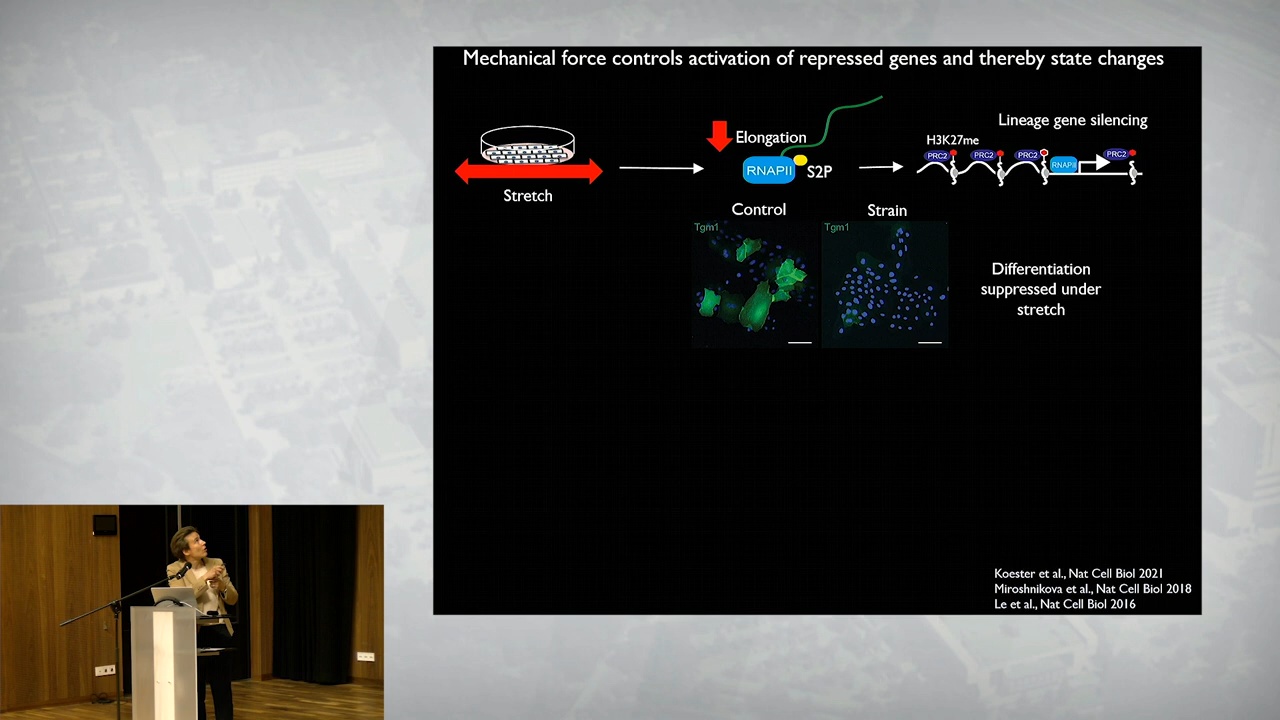 Mechanical force controls activation of repressed genes and thereby state changes
Stretch
Elongation
RNAPII
S2P
Lineage gene silencing
H3K27me
PRC2
PRC2
PRC2
RNAPII
PRC2
Control
Strain
Tgm1
Tgm1
Differentiation
suppressed under
stretch
Koester et al., Nat Cell Biol 2021
Miroshnikova et al., Nat Cell Biol 2018
Le et al., Nat Cell Biol 2016